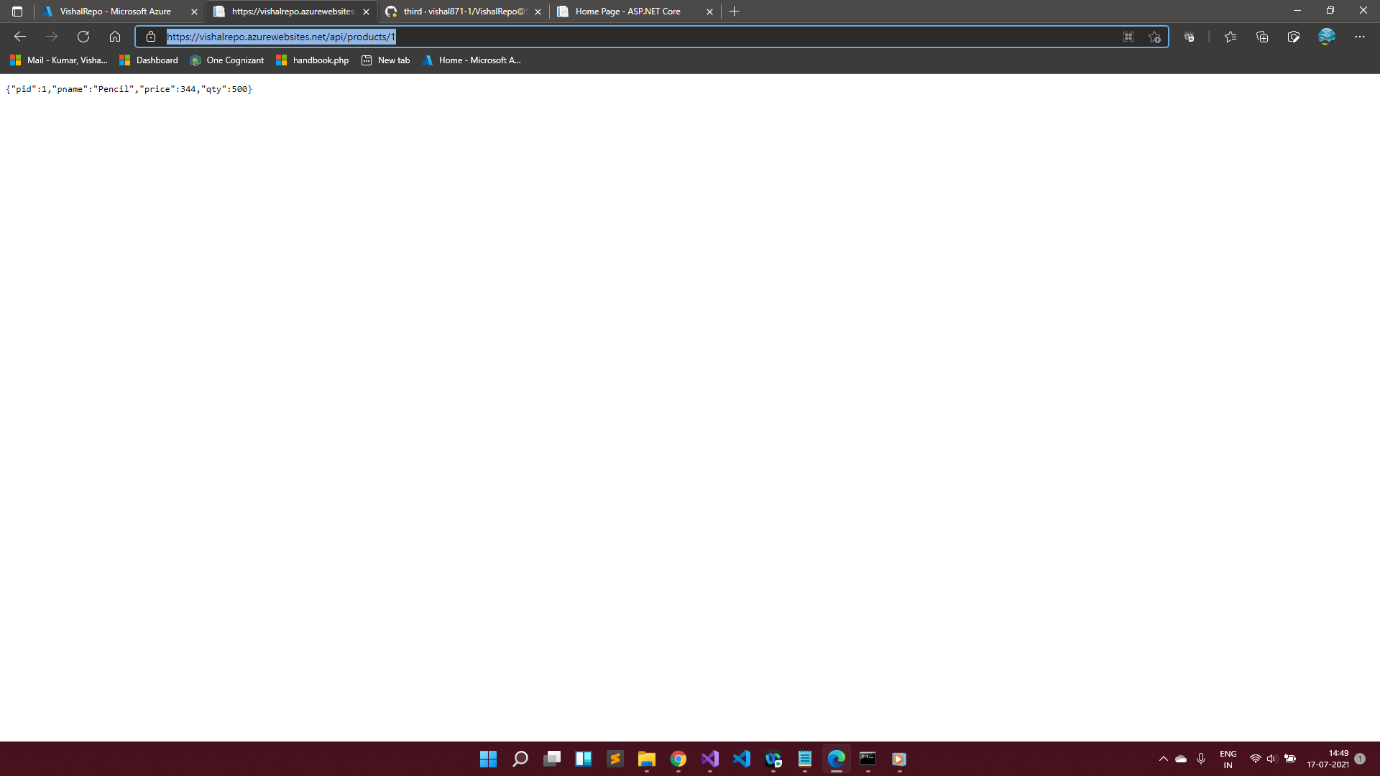 VishalRepo - Microsoft Azure
https://vishalrepo.azurewebsites.
third · vishal871-1/VishalRepo@
Home Page - ASP.NET Core
https://vishalrepo.azurewebsites.net/api/products/1
Mail - Kumar, Visha...
Dashboard
One Cognizant
handbook.php
New tab
Home - Microsoft A...
{"pid":1,"pname":"Pencil","price":344,"qty":500}
ENG
IN
14:49
17-07-2021
1